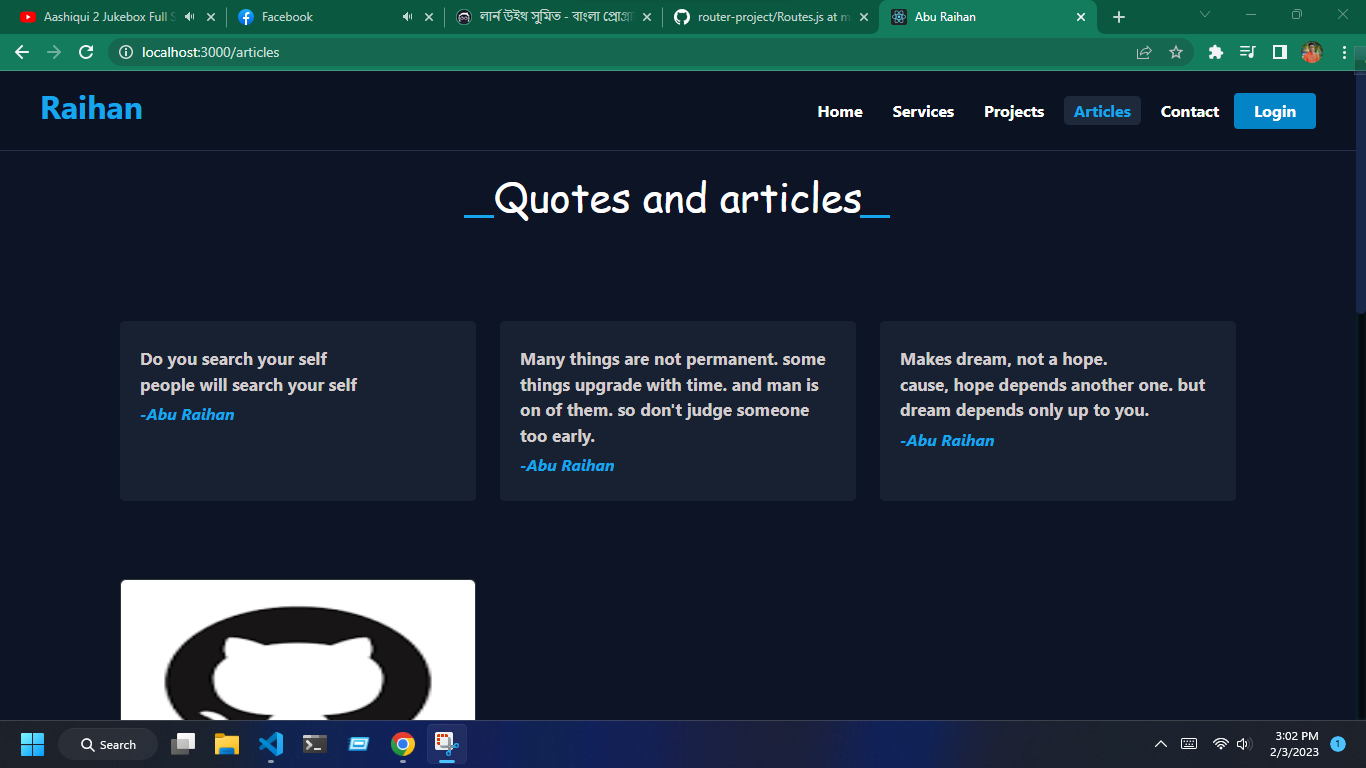 Aashiqui 2 Jukebox Full S
Facebook
লার্ন উইথ সুমিত - বাংলা প্রোগ্রা
router-project/Routes.js at m
Abu Raihan
localhost:3000/articles
Raihan
Home Services Projects Articles Contact Login
Quotes and articles
Do you search your self
people will search your self
-Abu Raihan
Many things are not permanent. some
things upgrade with time. and man is
on of them. so don't judge someone
too early.
-Abu Raihan
Makes dream, not a hope.
cause, hope depends another one. but
dream depends only up to you.
-Abu Raihan
Search
3:02 PM
2/3/2023
1